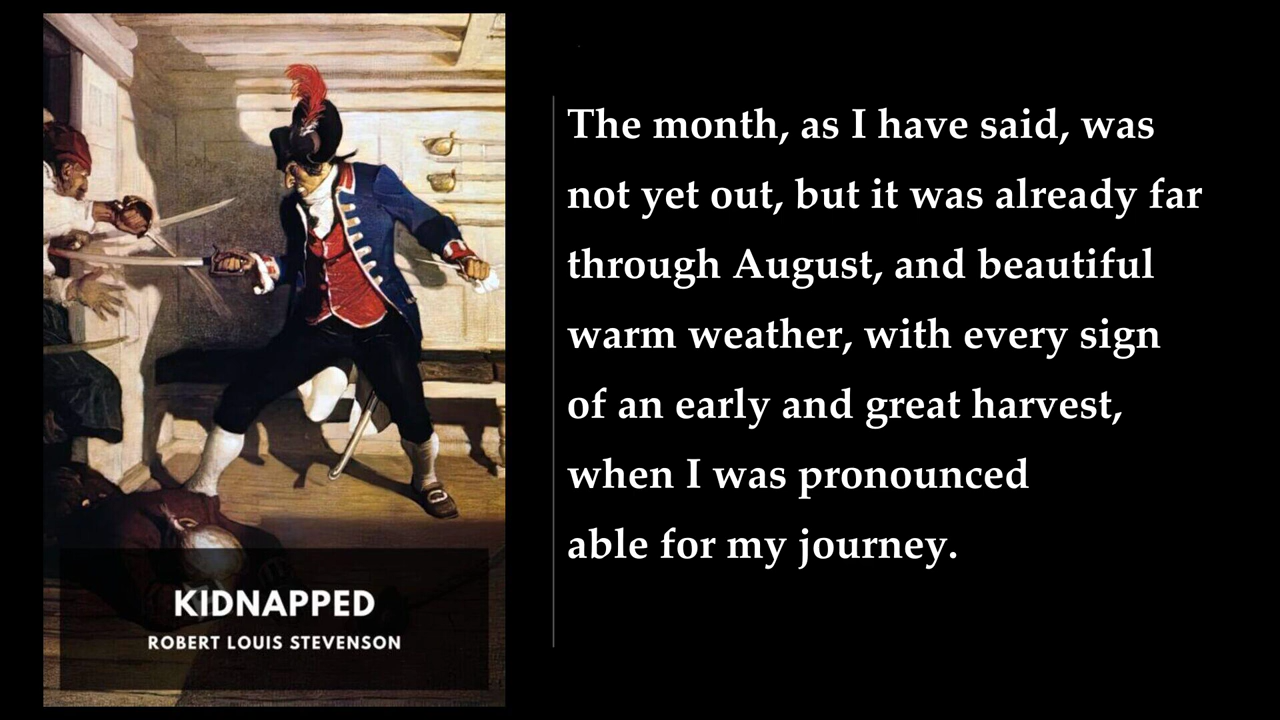 KIDNAPPED
ROBERT LOUIS STEVENSON
The month, as I have said, was
not yet out, but it was already far
through August, and beautiful
warm weather, with every sign
of an early and great harvest,
when I was pronounced
able for my journey.